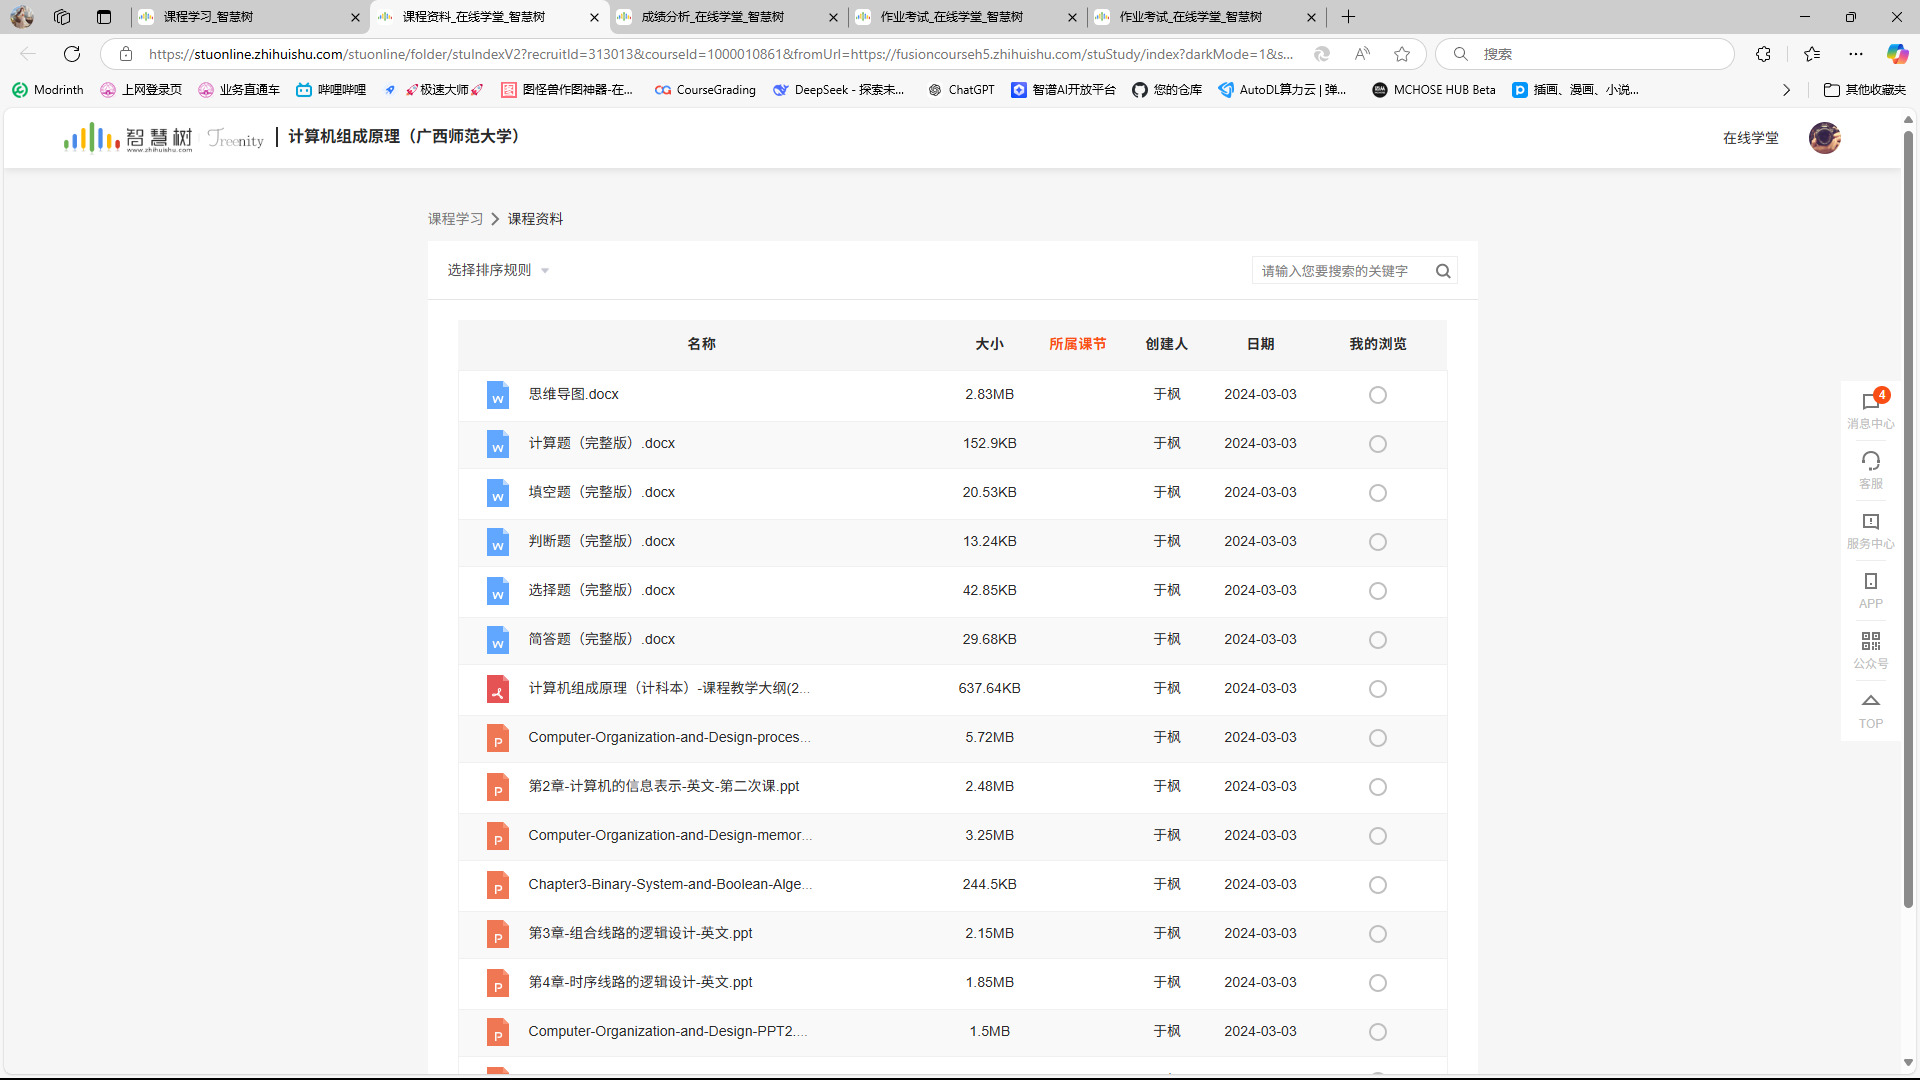 课程学习_智慧树
课程资料_在线学堂_智慧树
成绩分析_在线学堂_智慧树
作业考试_在线学堂_智慧树
作业考试_在线学堂_智慧树
https://stuonline.zhihuishu.com/stuonline/folder/stuIndexV2?recruitId=313013&courseId=1000010861&fromUrl=https://fusioncourseh5.zhihuishu.com/stuStudy/index?darkMode=1&s...
搜索
Modrinth
上网登录页
业务直通车
哔哩哔哩
🚀极速大师🚀
图怪兽作图神器-在...
CourseGrading
DeepSeek - 探索未...
ChatGPT
智谱AI开放平台
您的仓库
AutoDL算力云 | 弹...
MCHOSE HUB Beta
插画、漫画、小说...
其他收藏夹
智慧树
www.zhihuishu.com
Treenity
计算机组成原理（广西师范大学）
在线学堂
课程学习 课程资料
选择排序规则
请输入您要搜索的关键字
名称 大小 所属课节 创建人 日期 我的浏览
思维导图.docx 2.83MB 于枫 2024-03-03
计算题（完整版）.docx 152.9KB 于枫 2024-03-03
填空题（完整版）.docx 20.53KB 于枫 2024-03-03
判断题（完整版）.docx 13.24KB 于枫 2024-03-03
选择题（完整版）.docx 42.85KB 于枫 2024-03-03
简答题（完整版）.docx 29.68KB 于枫 2024-03-03
计算机组成原理（计科本）-课程教学大纲(2... 637.64KB 于枫 2024-03-03
Computer-Organization-and-Design-proces... 5.72MB 于枫 2024-03-03
第2章-计算机的信息表示-英文-第二次课.ppt 2.48MB 于枫 2024-03-03
Computer-Organization-and-Design-memor... 3.25MB 于枫 2024-03-03
Chapter3-Binary-System-and-Boolean-Alge... 244.5KB 于枫 2024-03-03
第3章-组合线路的逻辑设计-英文.ppt 2.15MB 于枫 2024-03-03
第4章-时序线路的逻辑设计-英文.ppt 1.85MB 于枫 2024-03-03
Computer-Organization-and-Design-PPT2.... 1.5MB 于枫 2024-03-03
4
消息中心
客服
服务中心
APP
公众号
TOP